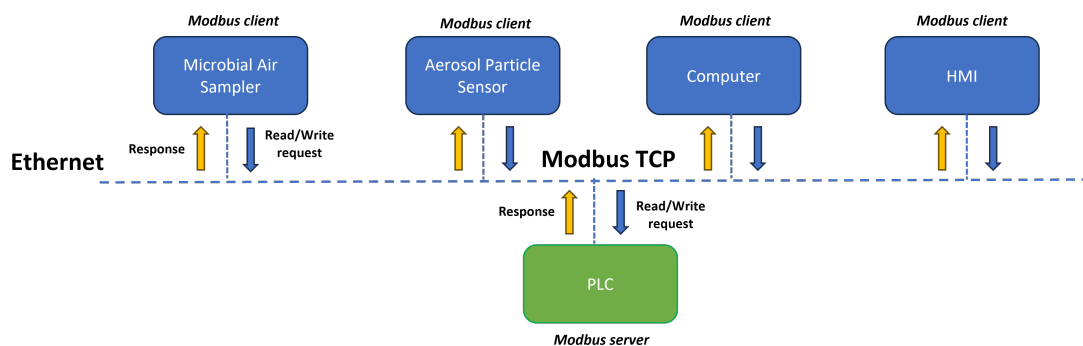 Modbus client
Modbus client
Modbus client
Modbus client
Microbial Air
Sampler
Aerosol Particle
Sensor
Computer
HMI
Response
Read/Write
request
Ethernet
Modbus TCP
Response
Read/Write
request
PLC
Modbus server